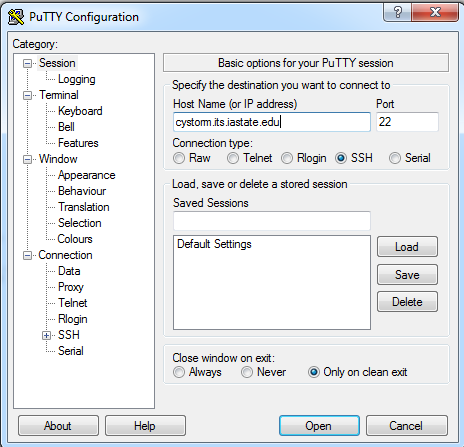 PuTTY Configuration
Category:
Session
Logging
Terminal
Keyboard
Bell
Features
Window
Appearance
Behaviour
Translation
Selection
Colours
Connection
Data
Proxy
Telnet
Rlogin
SSH
Serial
Basic options for your PuTTY session
Specify the destination you want to connect to
Host Name (or IP address) Port
cystorm.its.iastate.edu 22
Connection type:
Raw Telnet Rlogin SSH Serial
Load, save or delete a stored session
Saved Sessions
Default Settings
Load
Save
Delete
Close window on exit:
Always Never Only on clean exit
About Help Open Cancel